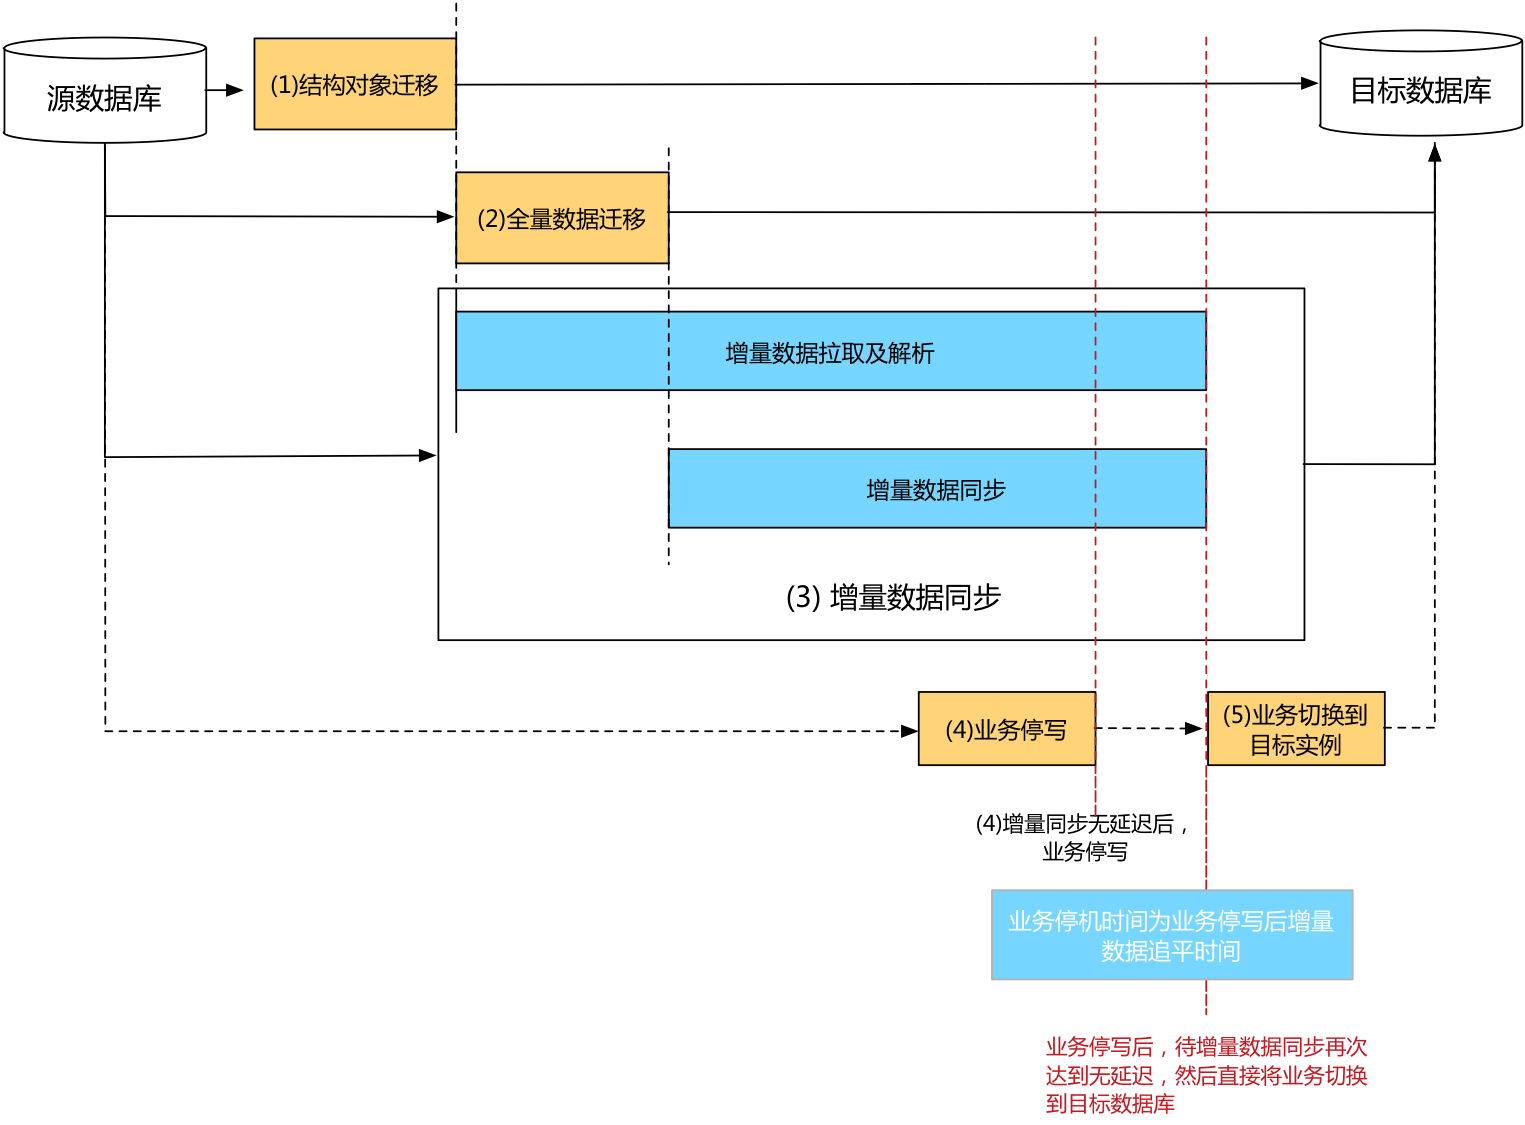 源数据库
(1)结构对象迁移
目标数据库
(2)全量数据迁移
增量数据拉取及解析
增量数据同步
(3) 增量数据同步
(4)业务停写
(5)业务切换到
目标实例
(4)增量同步无延迟后，
业务停写
业务停机时间为业务停写后增量
数据追平时间
业务停写后，待增量数据同步再次
达到无延迟，然后直接将业务切换
到目标数据库